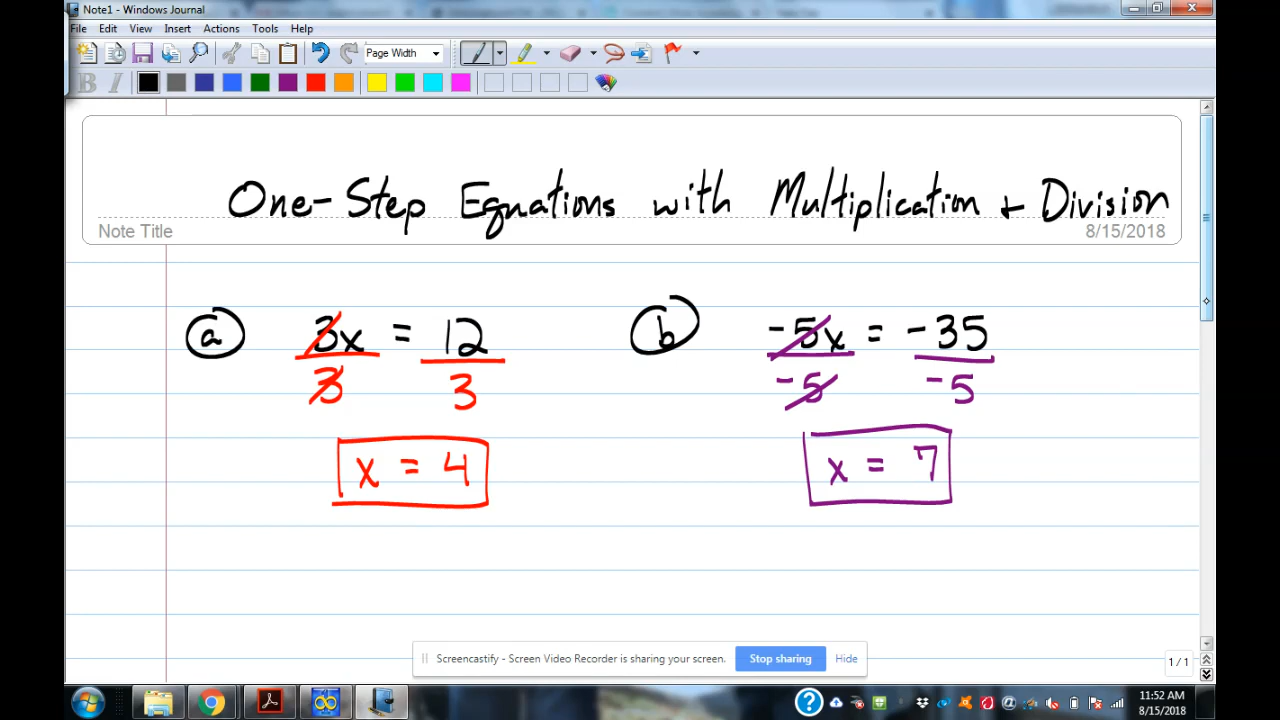 Note1 - Windows Journal
File Edit View Insert Actions Tools Help
Page Width
B I
One-Step Equations with Multiplication + Division
Note Title
8/15/2018
a 3x = 12
3 3
x = 4
b -5x = -35
-5 -5
x = 7
Screencastify - Screen Video Recorder is sharing your screen. Stop sharing Hide
1 / 1
11:52 AM
8/15/2018